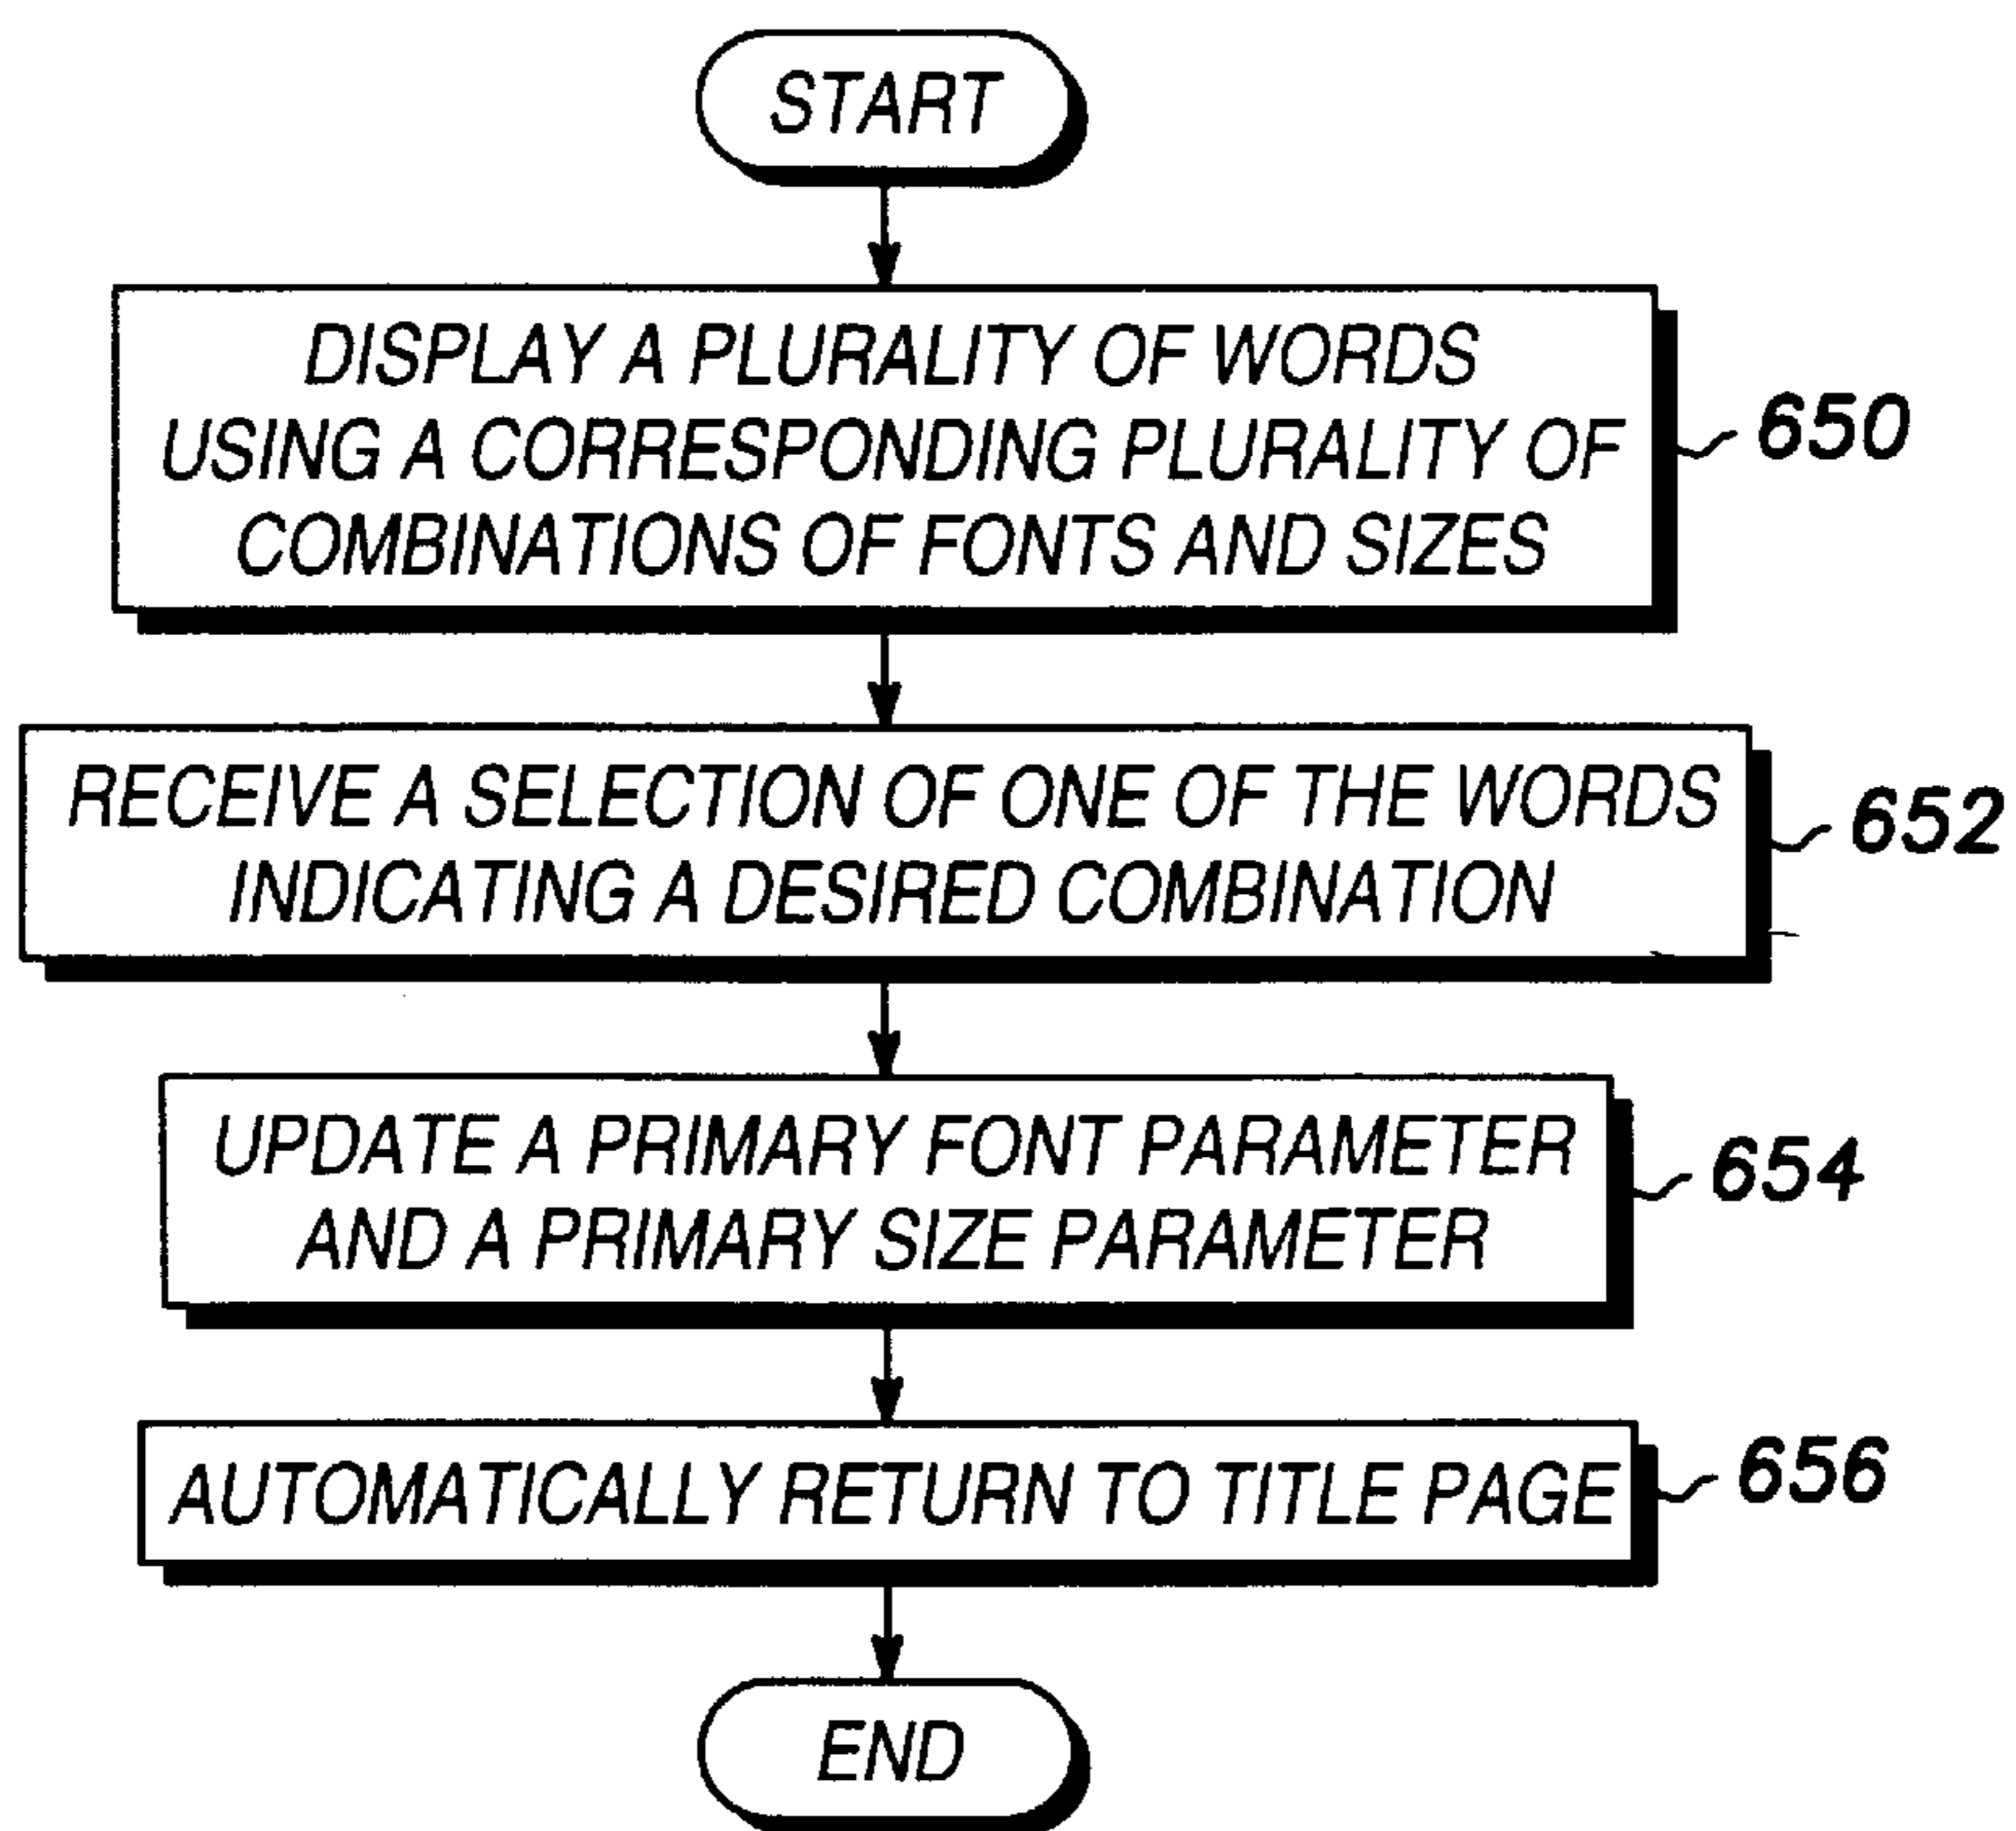 START
DISPLAY A PLURALITY OF WORDS
USING A CORRESPONDING PLURALITY OF
COMBINATIONS OF FONTS AND SIZES
650
RECEIVE A SELECTION OF ONE OF THE WORDS
INDICATING A DESIRED COMBINATION
652
UPDATE A PRIMARY FONT PARAMETER
AND A PRIMARY SIZE PARAMETER
654
AUTOMATICALLY RETURN TO TITLE PAGE
656
END